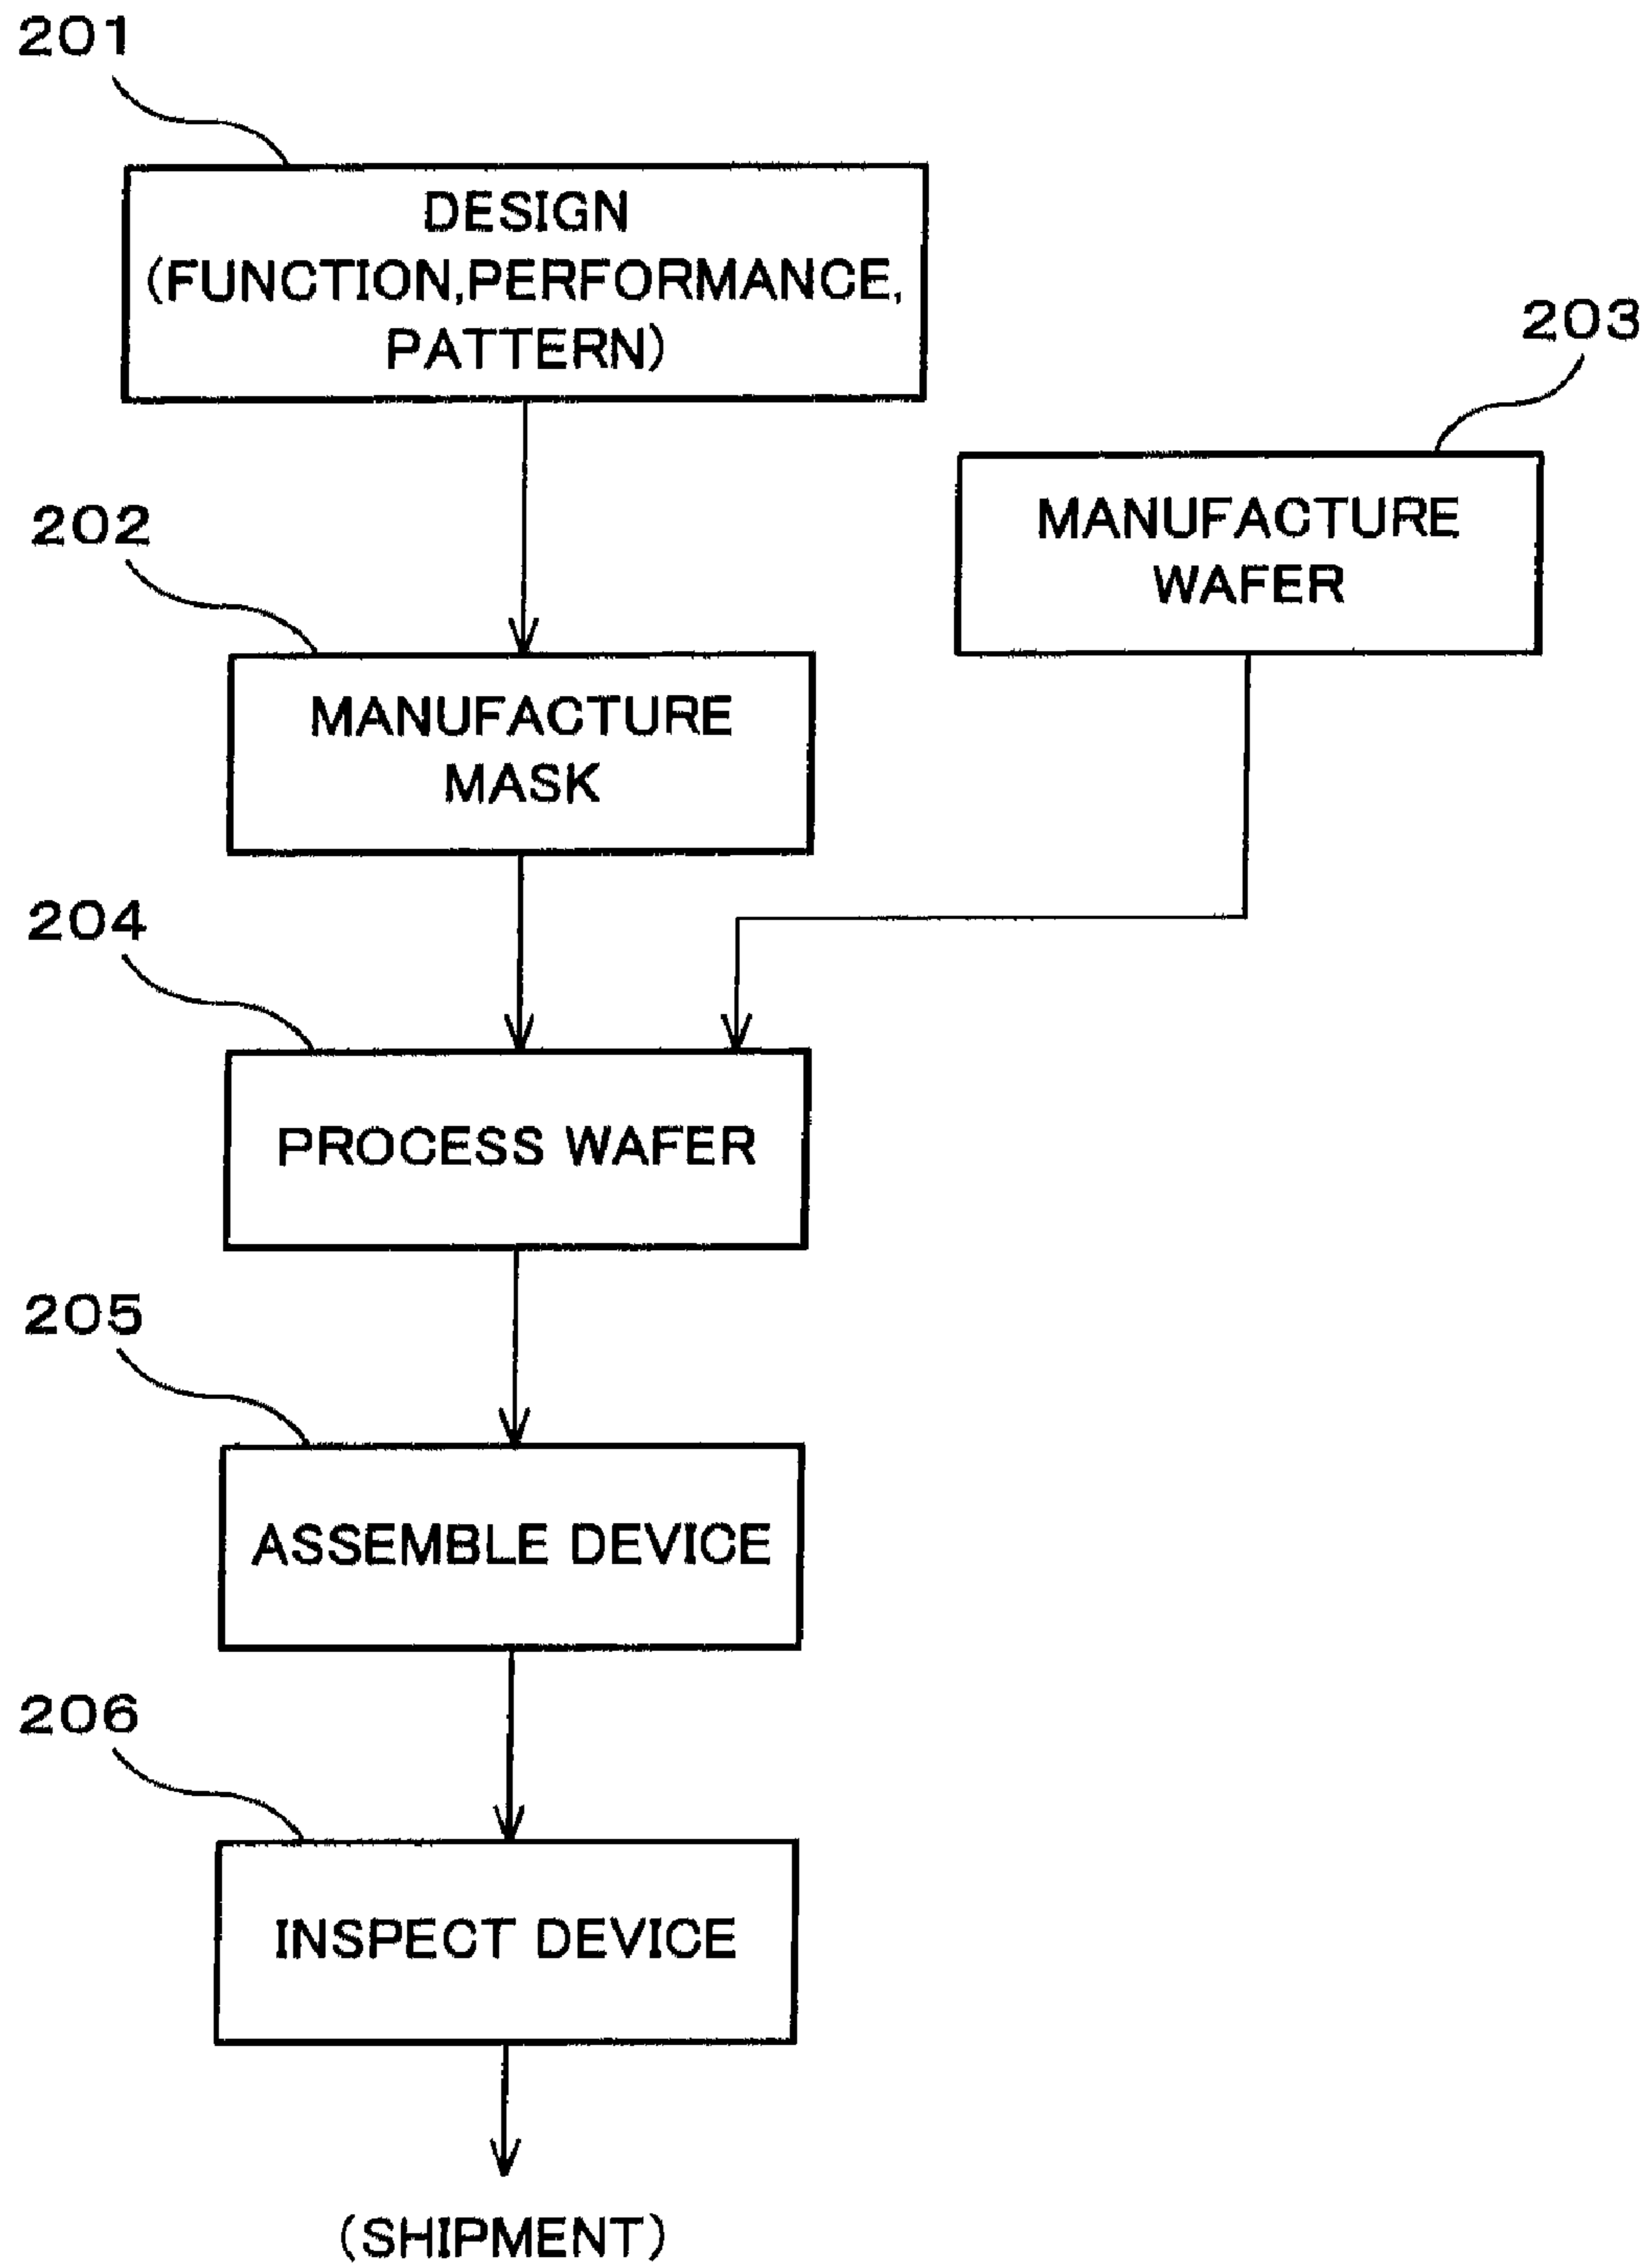 201
DESIGN
(FUNCTION,PERFORMANCE,
PATTERN)
203
MANUFACTURE
WAFER
202
MANUFACTURE
MASK
204
PROCESS WAFER
205
ASSEMBLE DEVICE
206
INSPECT DEVICE
(SHIPMENT)